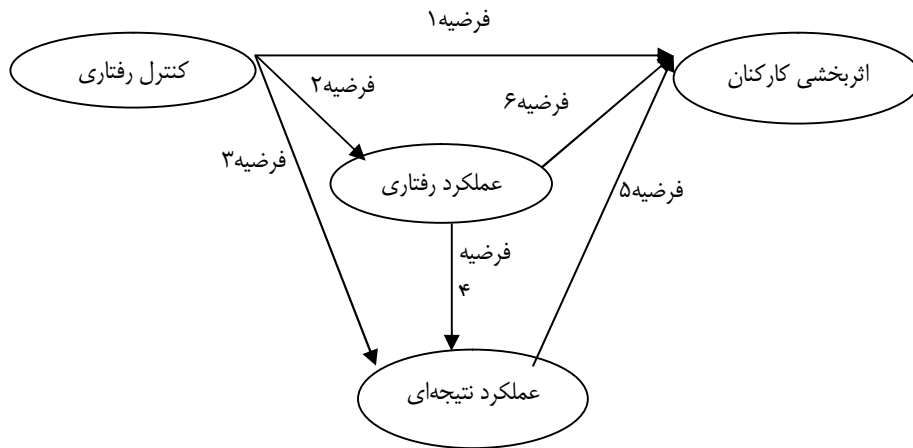 فرضیه۱
کنترل رفتاری
اثربخشی کارکنان
فرضیه۲
فرضیه۶
فرضیه۳
عملکرد رفتاری
فرضیه۵
فرضیه
۴
عملکرد نتیجه‌ای